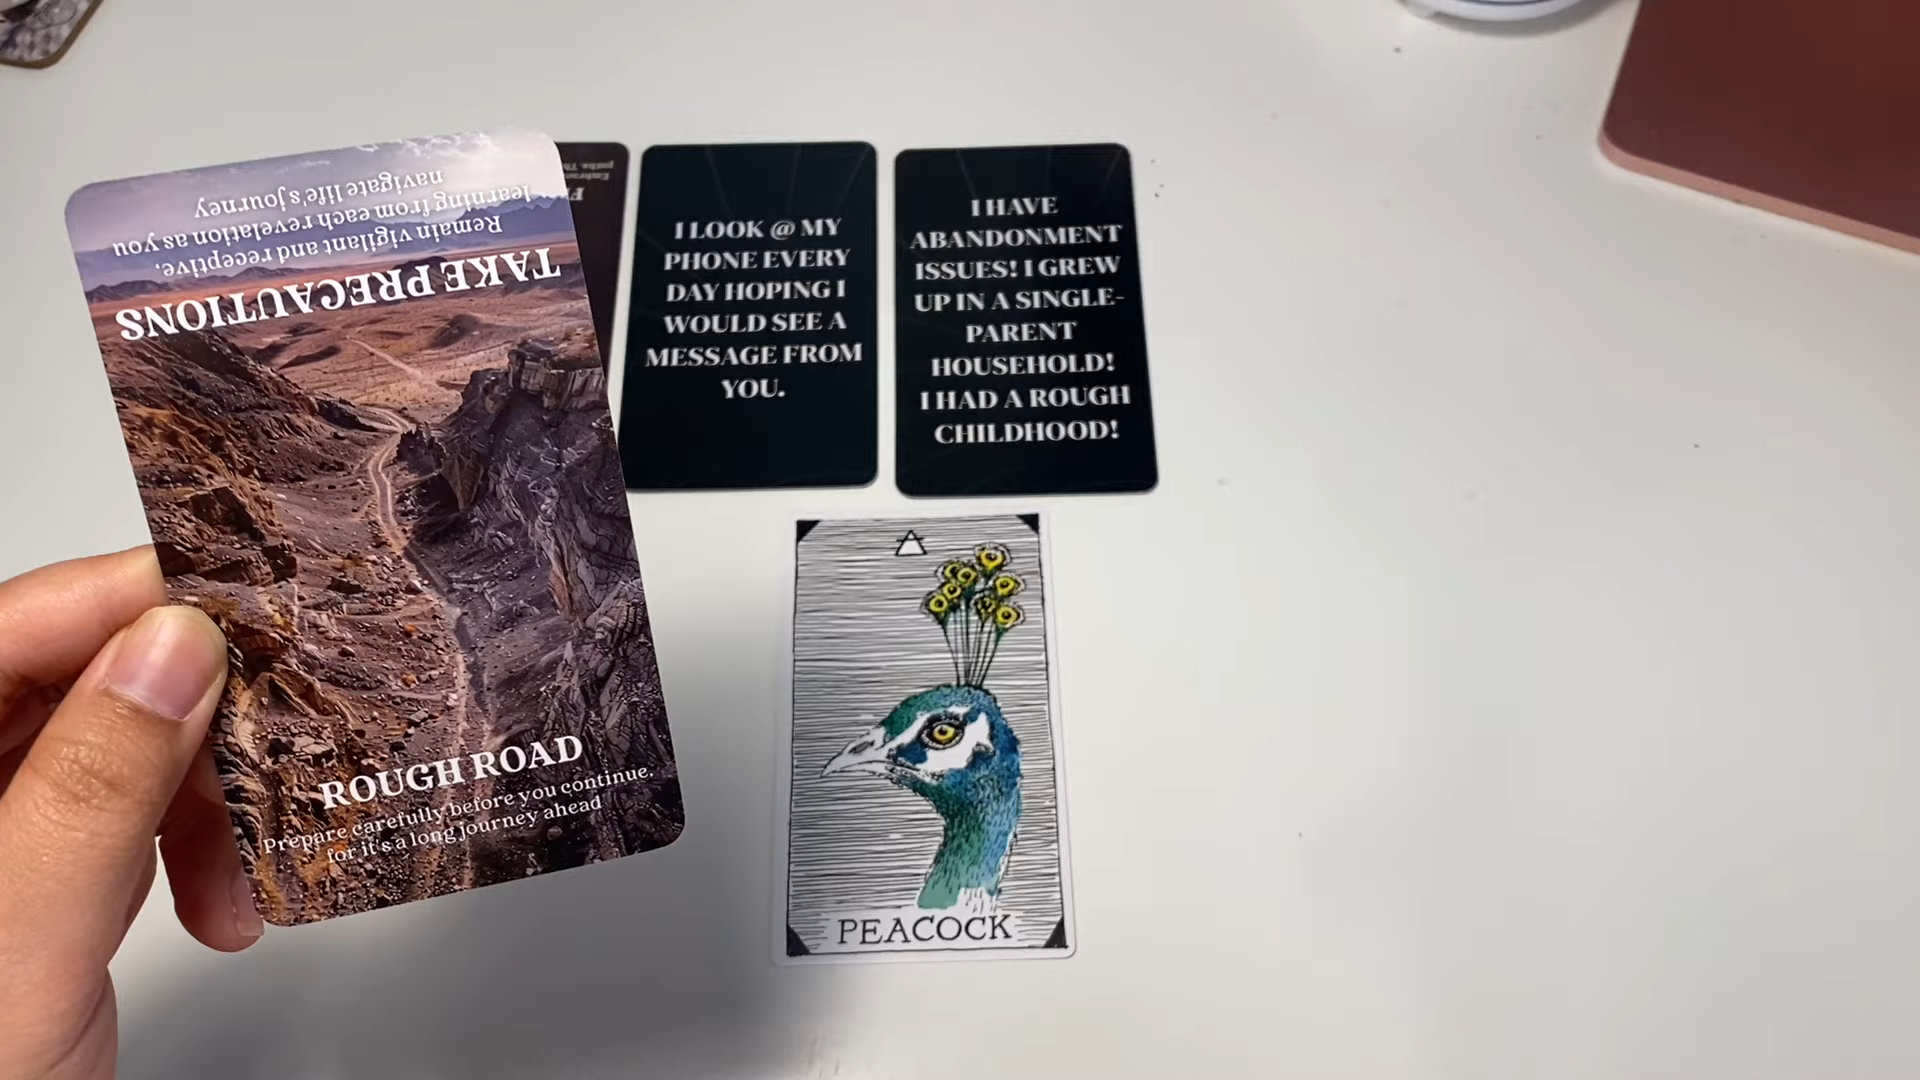 ROUGH ROAD
Prepare carefully before you continue.
for it's a long journey ahead
TAKE PRECAUTIONS
Remain vigilant and receptive,
learning from each revelation as you
navigate life's journey
I LOOK @ MY
PHONE EVERY
DAY HOPING I
WOULD SEE A
MESSAGE FROM
YOU.
I HAVE
ABANDONMENT
ISSUES! I GREW
UP IN A SINGLE-
PARENT
HOUSEHOLD!
I HAD A ROUGH
CHILDHOOD!
PEACOCK